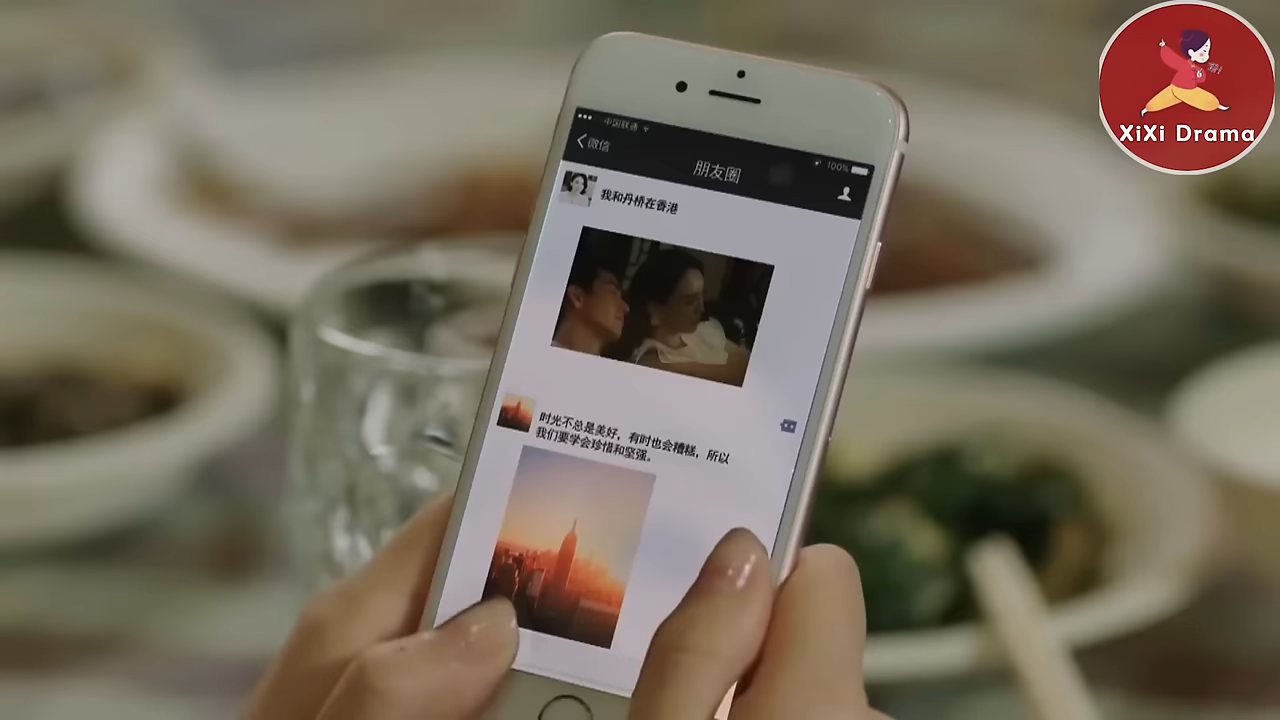 XiXi Drama
中国联通
100%
微信
朋友圈
我和丹桥在香港
时光不总是美好，有时也会糟糕，所以
我们要学会珍惜和坚强。